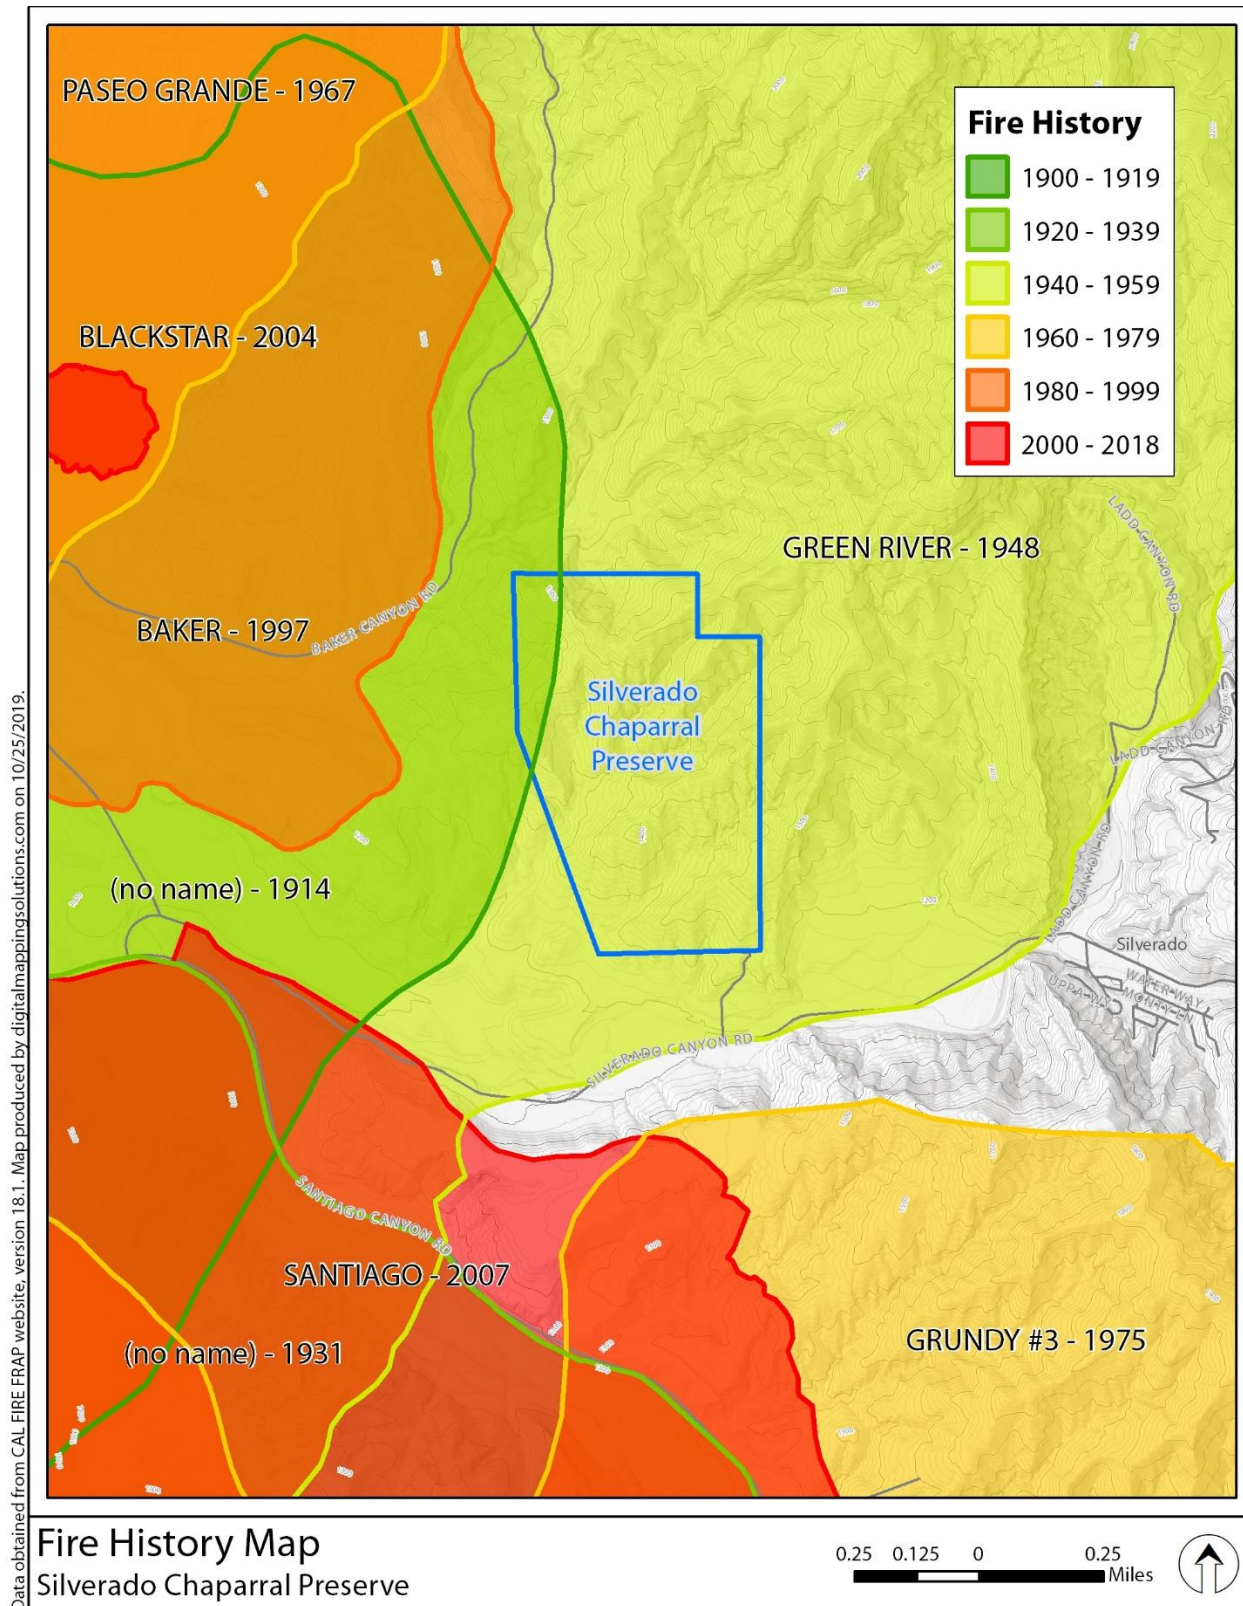 PASEO GRANDE - 1967
Fire History
1900 - 1919
1920 - 1939
1940 - 1959
1960 - 1979
1980 - 1999
2000 - 2018
BLACKSTAR - 2004
LADD CANYON RD
GREEN RIVER - 1948
BAKER CANYON RD
BAKER - 1997
Silverado
Chaparral
Preserve
LADD CANYON RD
LADD CANYON RD
(no name) - 1914
Silverado
WATER WAY
UPPA WY
MONTY LN
SILVERADO CANYON RD
SANTIAGO CANYON RD
SANTIAGO - 2007
(no name) - 1931
GRUNDY #3 - 1975
Data obtained from CAL FIRE FRAP website, version 18.1. Map produced by digitalmappingsolutions.com on 10/25/2019.
Fire History Map
Silverado Chaparral Preserve
0.25 0.125 0 0.25
Miles